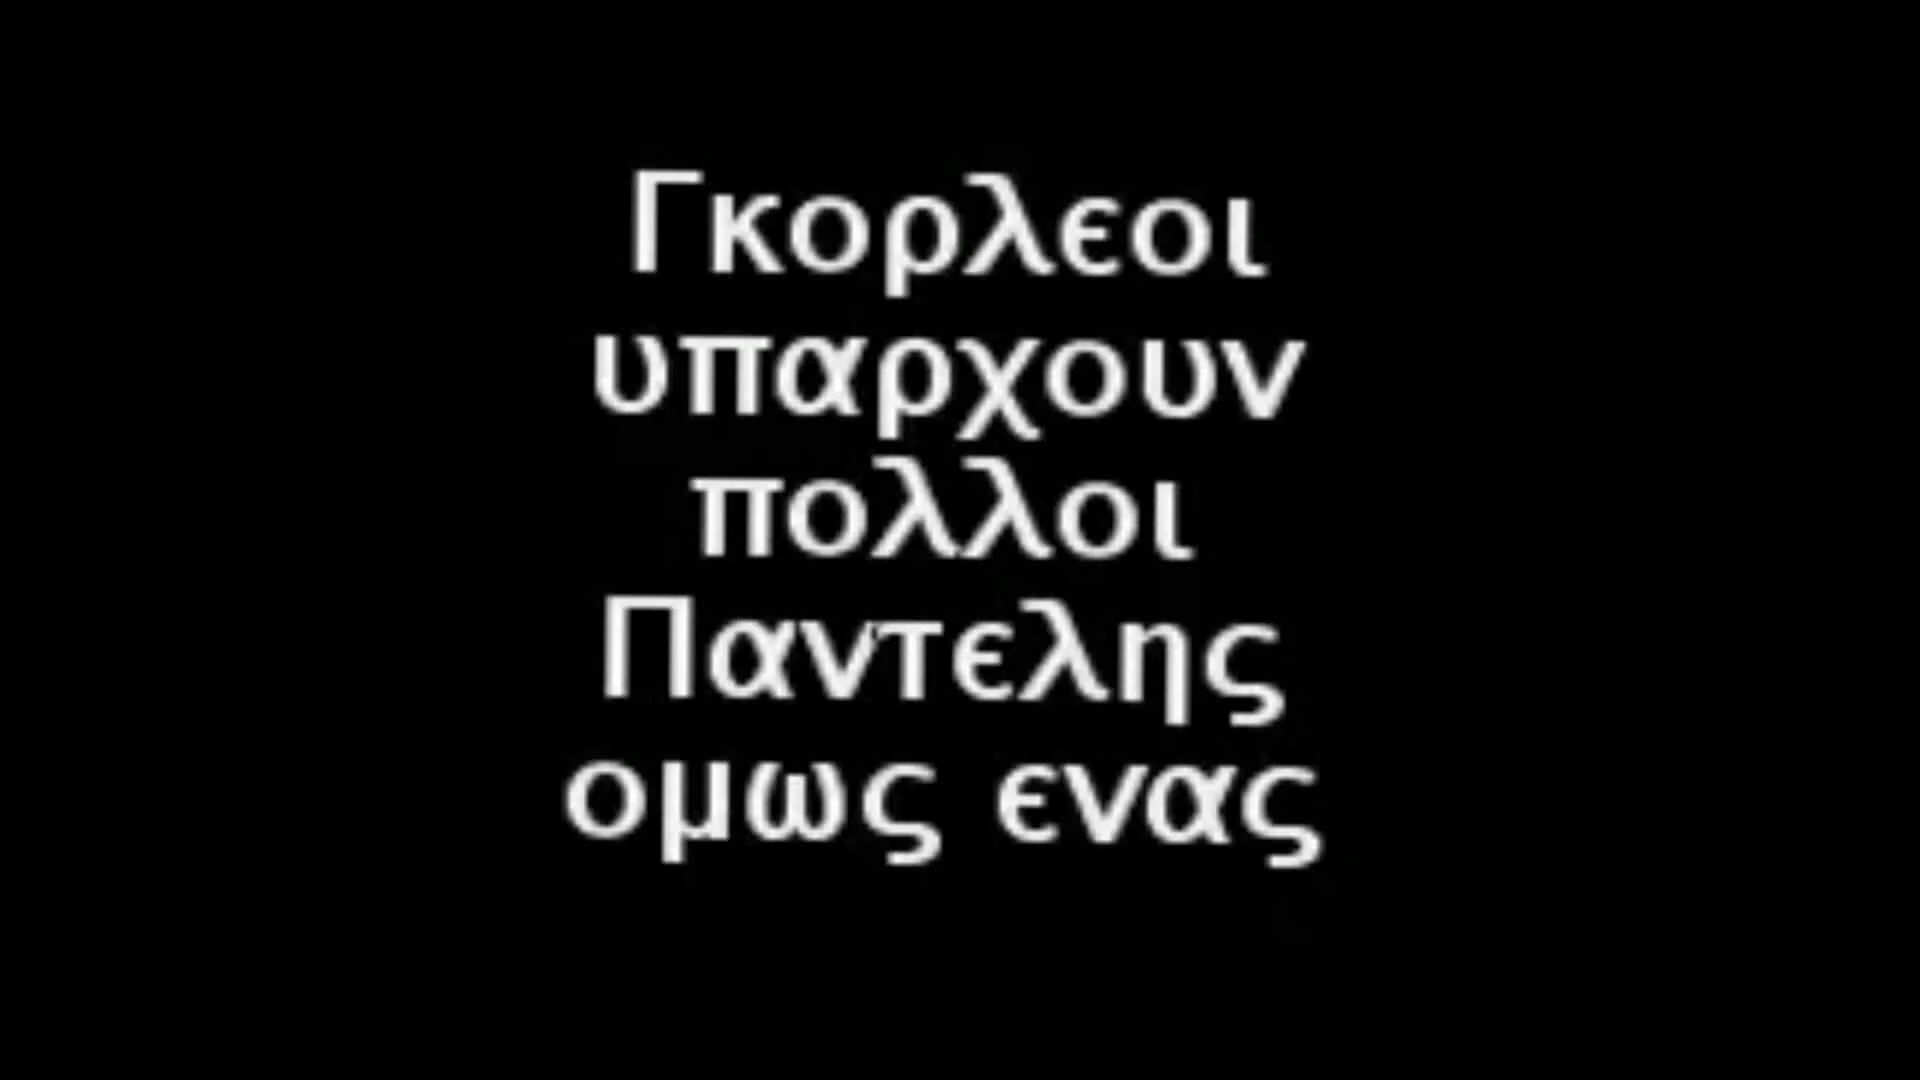 Γκορλεοι
υπαρχουν
πολλοι
Παντελης
ομως ενας